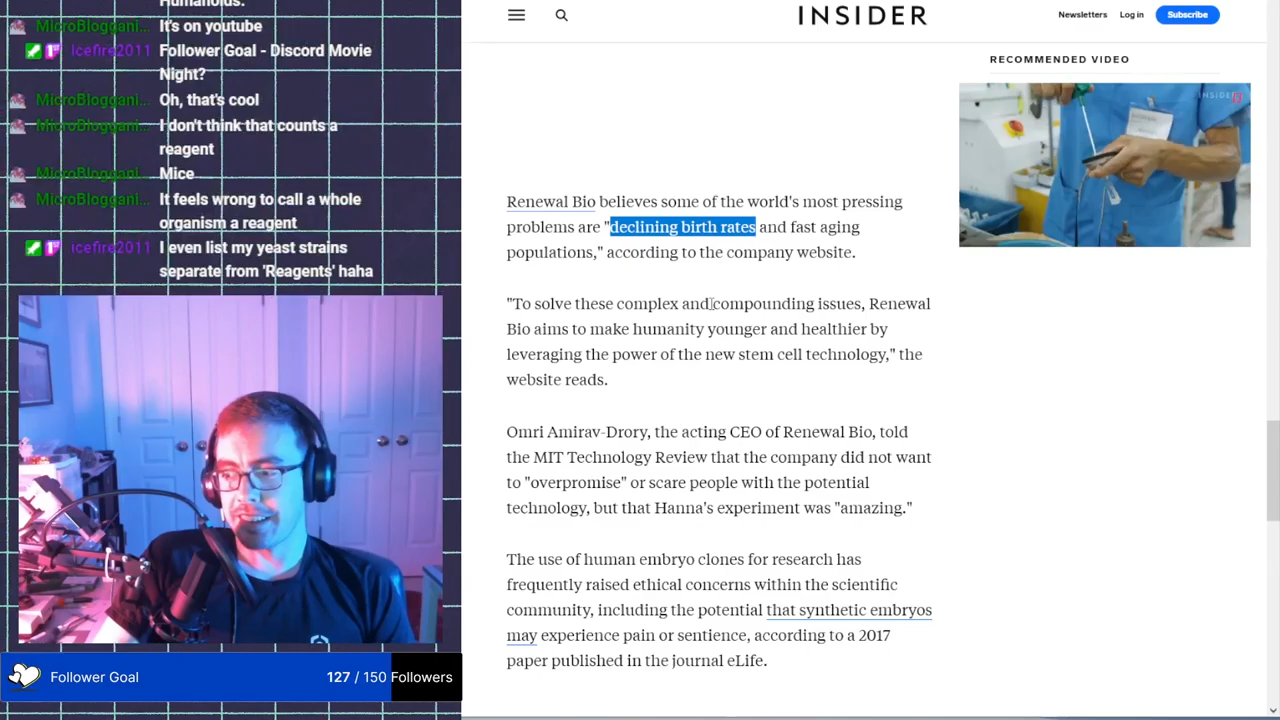 Humanoids.
MicroBloggani... It's on youtube
icefire2011 Follower Goal - Discord Movie
Night?
MicroBloggani... Oh, that's cool
MicroBloggani... I don't think that counts a
reagent
MicroBloggani... Mice
MicroBloggani... It feels wrong to call a whole
organism a reagent
icefire2011 I even list my yeast strains
separate from 'Reagents' haha
Follower Goal 127 / 150 Followers
INSIDER
Newsletters Log in Subscribe
Renewal Bio believes some of the world's most pressing
problems are "declining birth rates and fast aging
populations," according to the company website.
"To solve these complex and compounding issues, Renewal
Bio aims to make humanity younger and healthier by
leveraging the power of the new stem cell technology," the
website reads.
Omri Amirav-Drory, the acting CEO of Renewal Bio, told
the MIT Technology Review that the company did not want
to "overpromise" or scare people with the potential
technology, but that Hanna's experiment was "amazing."
The use of human embryo clones for research has
frequently raised ethical concerns within the scientific
community, including the potential that synthetic embryos
may experience pain or sentience, according to a 2017
paper published in the journal eLife.
RECOMMENDED VIDEO
INSIDER